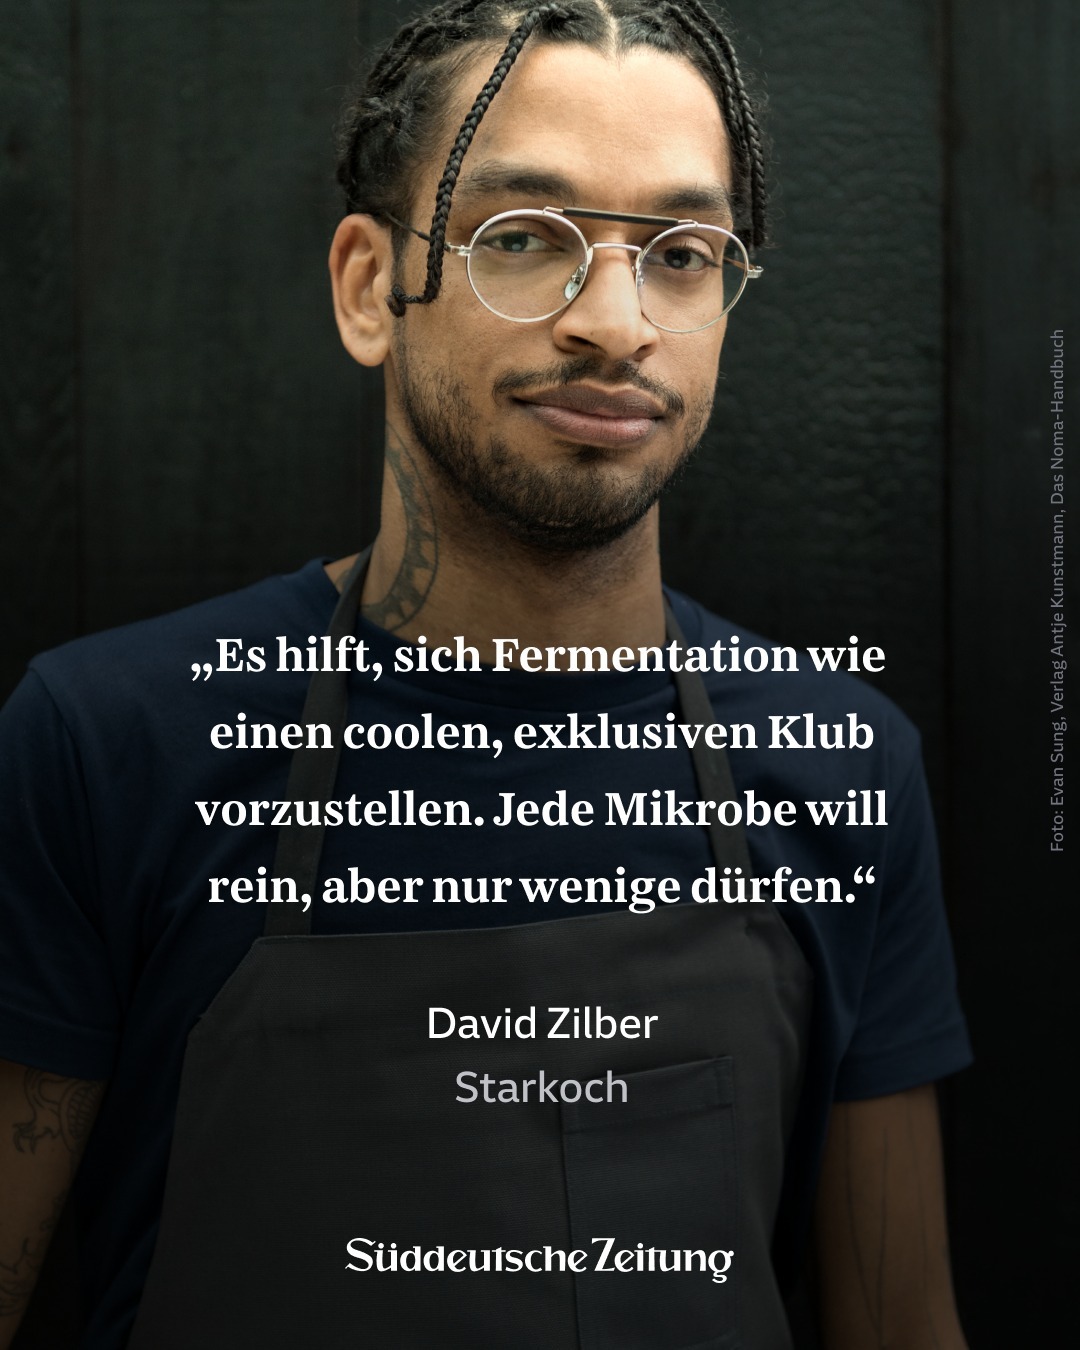 „Es hilft, sich Fermentation wie
einen coolen, exklusiven Klub
vorzustellen. Jede Mikrobe will
rein, aber nur wenige dürfen.“
David Zilber
Starkoch
Süddeutsche Zeitung
Foto: Evan Sung, Verlag Antje Kunstmann, Das Noma-Handbuch